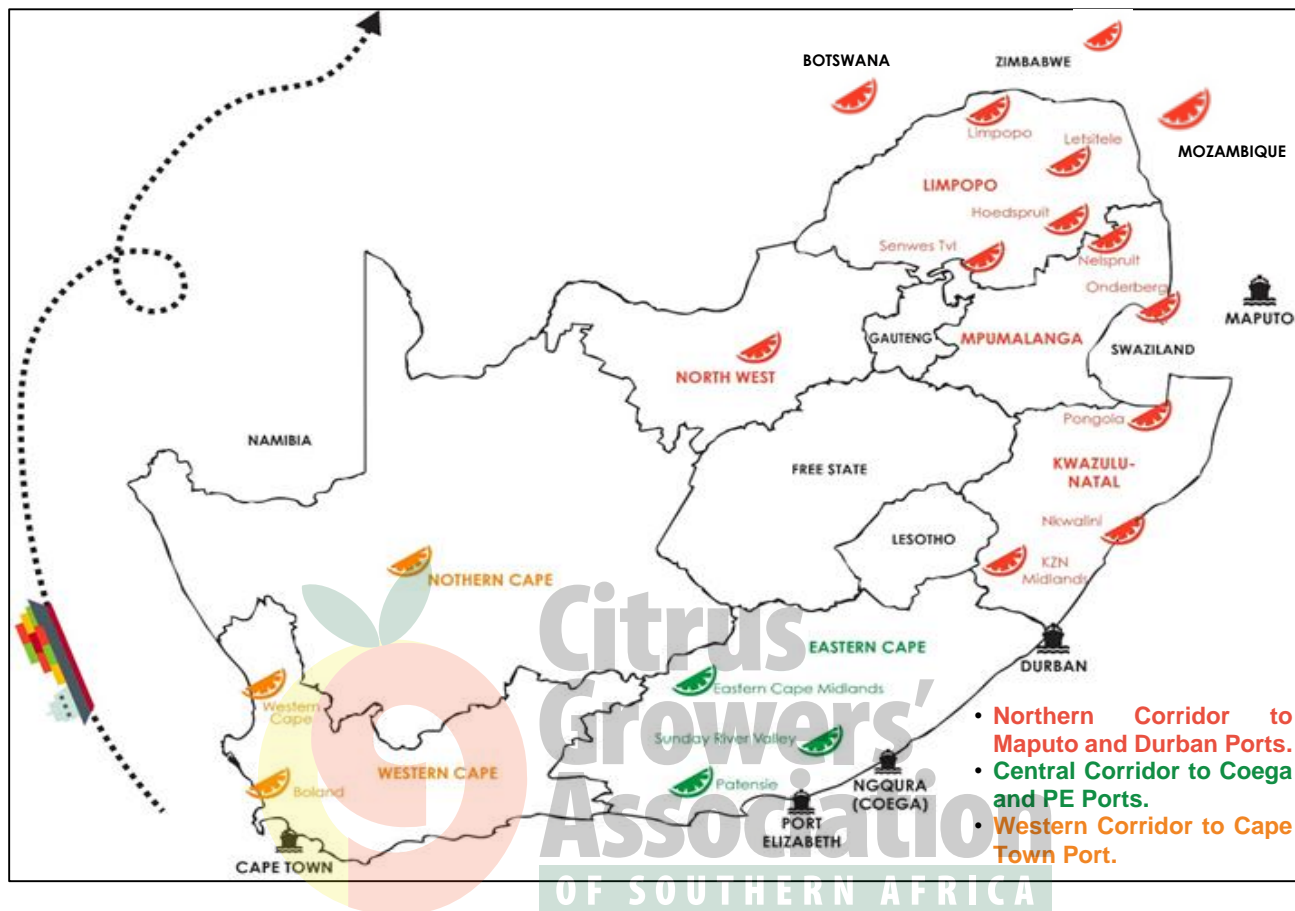 BOTSWANA
ZIMBABWE
MOZAMBIQUE
Limpopo
Letsitele
LIMPOPO
Hoedspruit
Senwes Tvl
Nelspruit
Onderberg
MAPUTO
GAUTENG
MPUMALANGA
SWAZILAND
NORTH WEST
Pongola
NAMIBIA
FREE STATE
KWAZULU-
NATAL
Nkwalini
LESOTHO
KZN
Midlands
NOTHERN CAPE
EASTERN CAPE
DURBAN
Eastern Cape Midlands
Western
Cape
Sunday River Valley
WESTERN CAPE
Boland
Patensie
NGQURA
(COEGA)
PORT
ELIZABETH
CAPE TOWN
• Northern Corridor to
Maputo and Durban Ports.
• Central Corridor to Coega
and PE Ports.
• Western Corridor to Cape
Town Port.
Citrus
Growers'
Association
OF SOUTHERN AFRICA